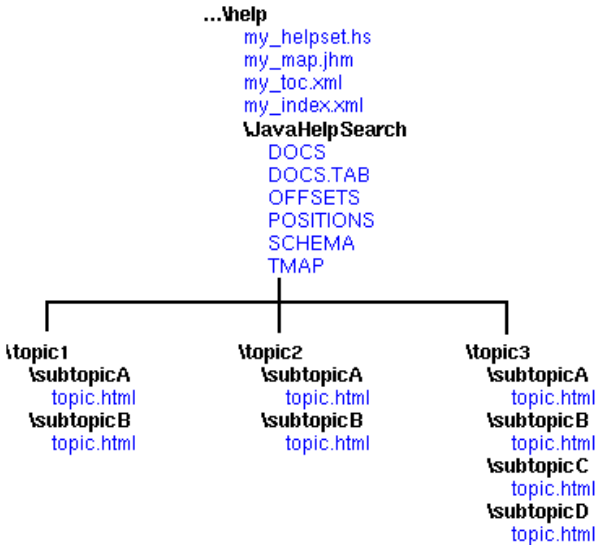 ...\help
my_helpset.hs
my_map.jhm
my_toc.xml
my_index.xml
\JavaHelpSearch
DOCS
DOCS.TAB
OFFSETS
POSITIONS
SCHEMA
TMAP
\topic1
\subtopicA
topic.html
\subtopicB
topic.html
\topic2
\subtopicA
topic.html
\subtopicB
topic.html
\topic3
\subtopicA
topic.html
\subtopicB
topic.html
\subtopicC
topic.html
\subtopicD
topic.html